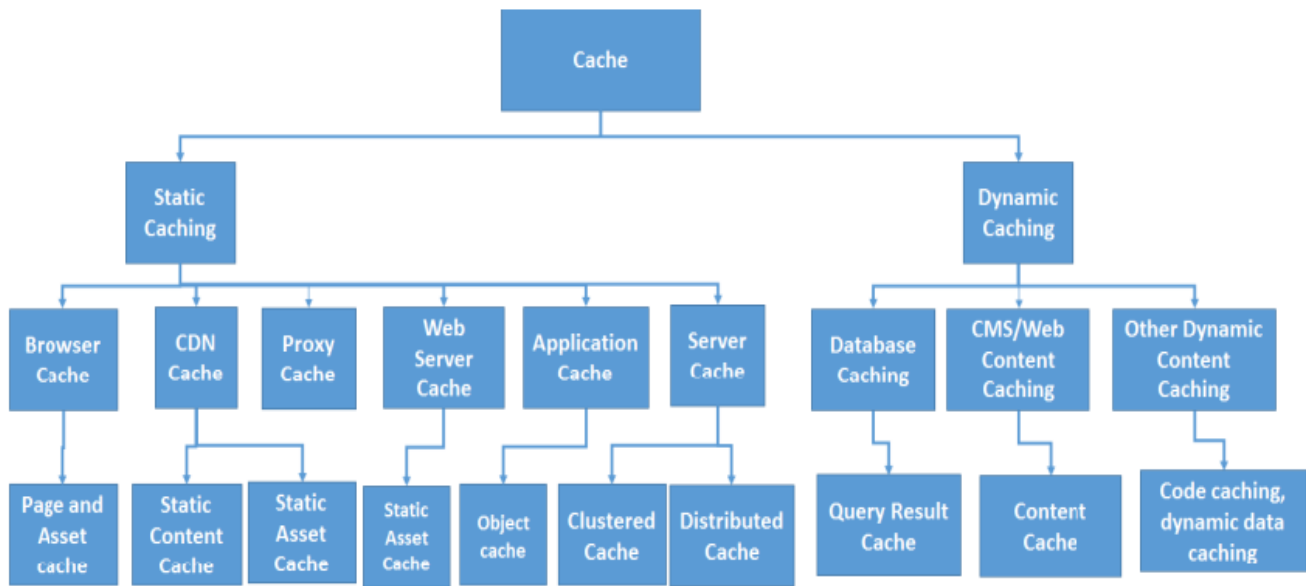 Cache
Static
Caching
Dynamic
Caching
Browser
Cache
CDN
Cache
Proxy
Cache
Web
Server
Cache
Application
Cache
Server
Cache
Database
Caching
CMS/Web
Content
Caching
Other Dynamic
Content
Caching
Page and
Asset
cache
Static
Content
Cache
Static
Asset
Cache
Static
Asset
Cache
Object
cache
Clustered
Cache
Distributed
Cache
Query Result
Cache
Content
Cache
Code caching,
dynamic data
caching